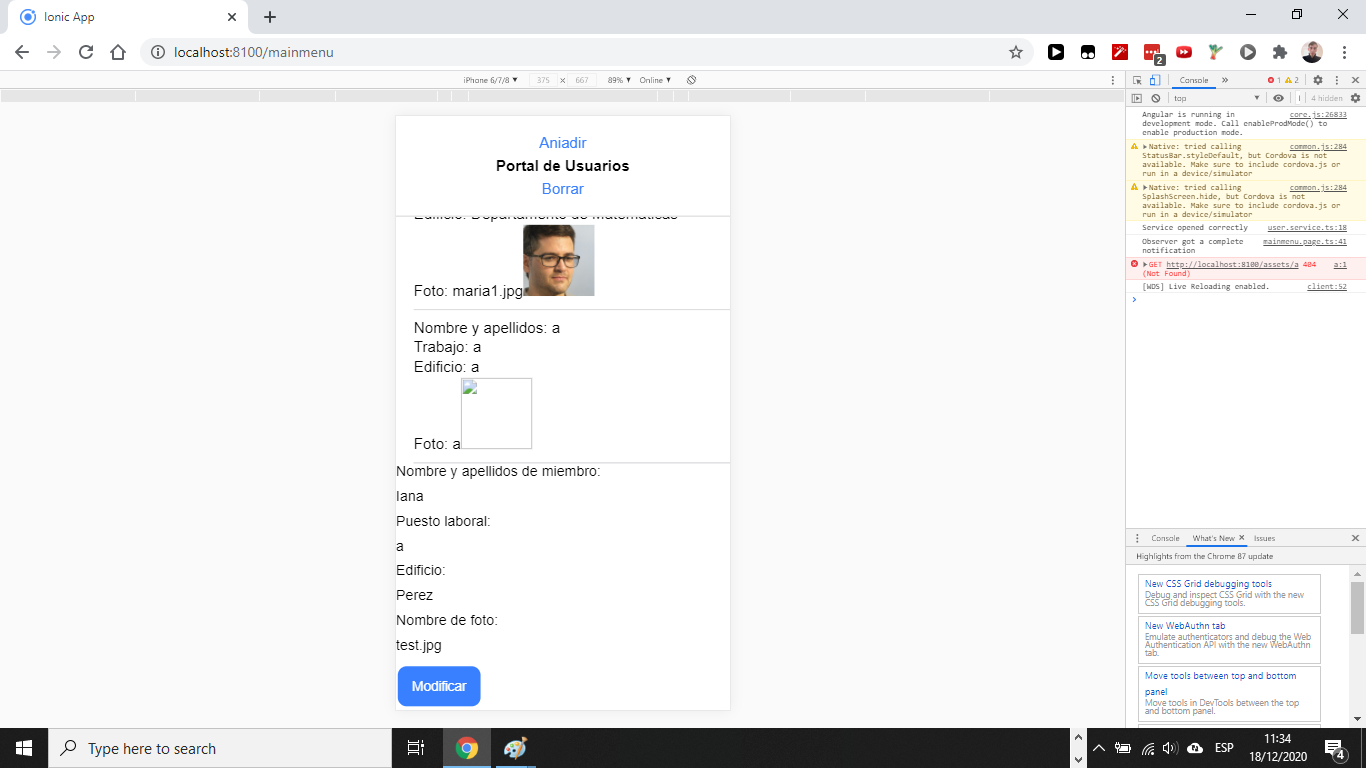 Ionic App
localhost:8100/mainmenu
2
iPhone 6/7/8 375 × 667 89% Online
Console
1 2
top
4 hidden
Aniadir
Portal de Usuarios
Borrar
Edificio: Departamento de Matematicas
Foto: maria1.jpg
Nombre y apellidos: a
Trabajo: a
Edificio: a
Foto: a
Nombre y apellidos de miembro:
Iana
Puesto laboral:
a
Edificio:
Perez
Nombre de foto:
test.jpg
Modificar
Angular is running in core.js:26833
development mode. Call enableProdMode() to
enable production mode.
Native: tried calling common.js:284
StatusBar.styleDefault, but Cordova is not
available. Make sure to include cordova.js or
run in a device/simulator
Native: tried calling common.js:284
SplashScreen.hide, but Cordova is not
available. Make sure to include cordova.js or
run in a device/simulator
Service opened correctly user.service.ts:18
Observer got a complete mainmenu.page.ts:41
notification
GET http://localhost:8100/assets/a 404 a:1
(Not Found)
[WDS] Live Reloading enabled. client:52
Console What's New Issues
Highlights from the Chrome 87 update
New CSS Grid debugging tools
Debug and inspect CSS Grid with the new
CSS Grid debugging tools.
New WebAuthn tab
Emulate authenticators and debug the Web
Authentication API with the new WebAuthn
tab.
Move tools between top and bottom
panel
Move tools in DevTools between the top
and bottom panel.
Type here to search
ESP
11:34
18/12/2020
4